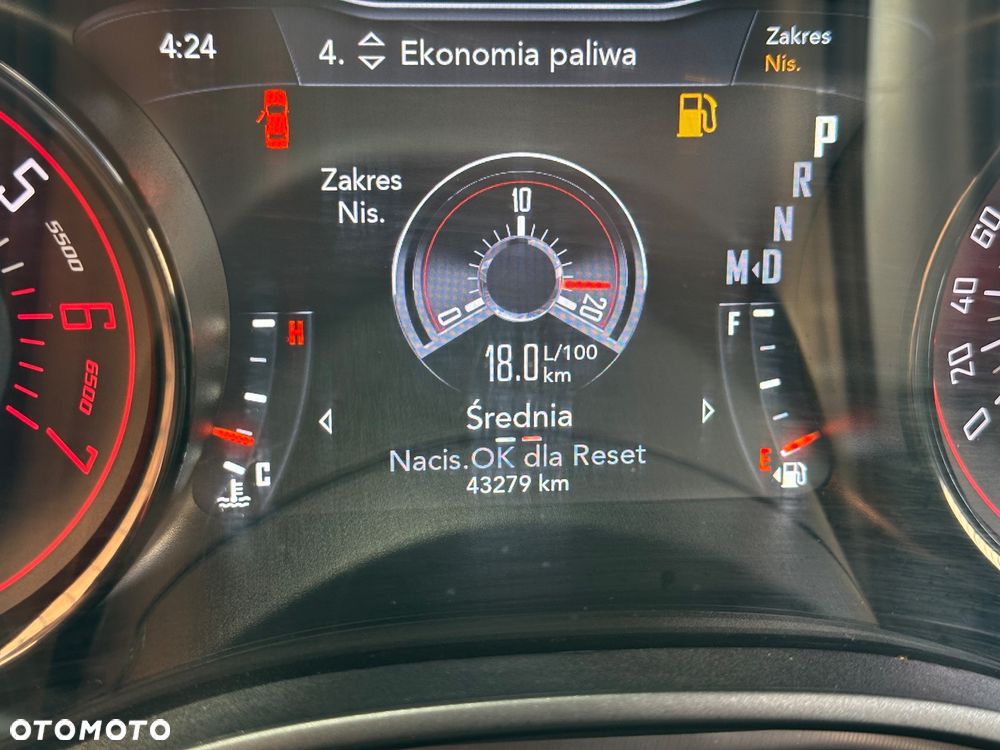 4:24
4. Ekonomia paliwa
Zakres
Nis.
P
R
N
M D
Zakres
Nis.
0
10
20
18.0 L/100 km
Średnia
Nacis.OK dla Reset
43279 km
H
C
F
E
5
5500
6
6500
7
60
40
20
0
OTOMOTO